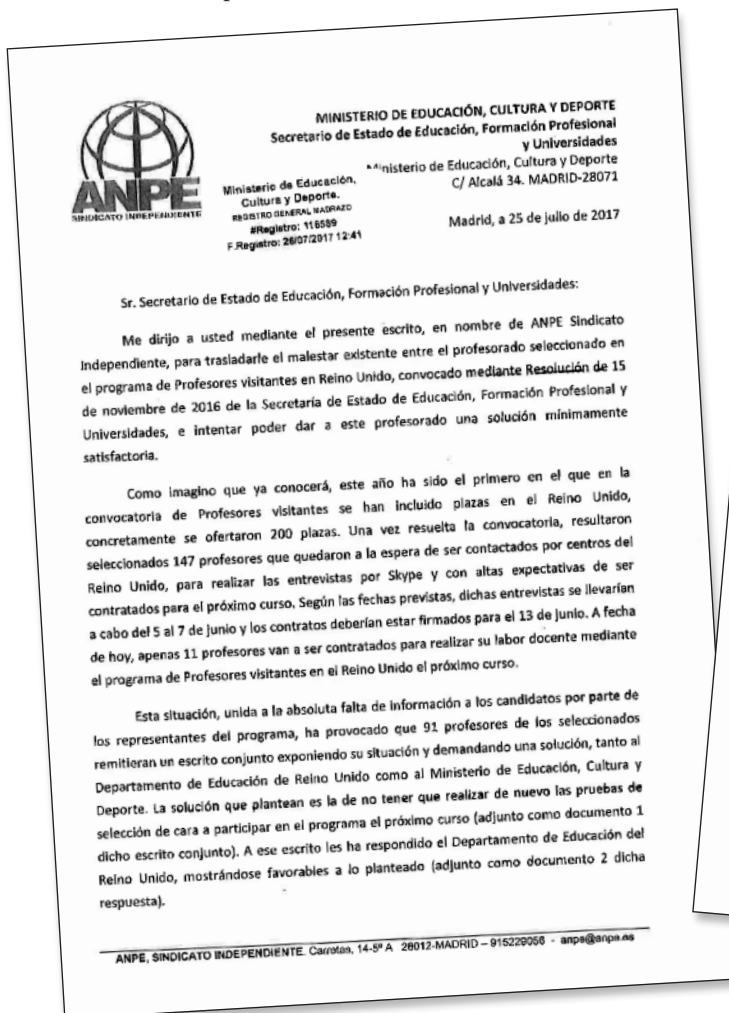 MINISTERIO DE EDUCACIÓN, CULTURA Y DEPORTE
Secretario de Estado de Educación, Formación Profesional
y Universidades
Ministerio de Educación, Cultura y Deporte
C/ Alcalá 34. MADRID-28071
ANPE
SINDICATO INDEPENDIENTE
Ministerio de Educación,
Cultura y Deporte.
REGISTRO GENERAL MADRAZO
#Registro: 116589
F.Registro: 26/07/2017 12:41
Madrid, a 25 de julio de 2017
Sr. Secretario de Estado de Educación, Formación Profesional y Universidades:
Me dirijo a usted mediante el presente escrito, en nombre de ANPE Sindicato
Independiente, para trasladarle el malestar existente entre el profesorado seleccionado en
el programa de Profesores visitantes en Reino Unido, convocado mediante Resolución de 15
de noviembre de 2016 de la Secretaría de Estado de Educación, Formación Profesional y
Universidades, e intentar poder dar a este profesorado una solución mínimamente
satisfactoria.
Como imagino que ya conocerá, este año ha sido el primero en el que en la
convocatoria de Profesores visitantes se han incluido plazas en el Reino Unido,
concretamente se ofertaron 200 plazas. Una vez resuelta la convocatoria, resultaron
seleccionados 147 profesores que quedaron a la espera de ser contactados por centros del
Reino Unido, para realizar las entrevistas por Skype y con altas expectativas de ser
contratados para el próximo curso. Según las fechas previstas, dichas entrevistas se llevarían
a cabo del 5 al 7 de junio y los contratos deberían estar firmados para el 13 de junio. A fecha
de hoy, apenas 11 profesores van a ser contratados para realizar su labor docente mediante
el programa de Profesores visitantes en el Reino Unido el próximo curso.
Esta situación, unida a la absoluta falta de información a los candidatos por parte de
los representantes del programa, ha provocado que 91 profesores de los seleccionados
remitieran un escrito conjunto exponiendo su situación y demandando una solución, tanto al
Departamento de Educación de Reino Unido como al Ministerio de Educación, Cultura y
Deporte. La solución que plantean es la de no tener que realizar de nuevo las pruebas de
selección de cara a participar en el programa el próximo curso (adjunto como documento 1
dicho escrito conjunto). A ese escrito les ha respondido el Departamento de Educación del
Reino Unido, mostrándose favorables a lo planteado (adjunto como documento 2 dicha
respuesta).
ANPE, SINDICATO INDEPENDIENTE. Carretas, 14-5º A 28012-MADRID – 915229056 - anpe@anpe.es